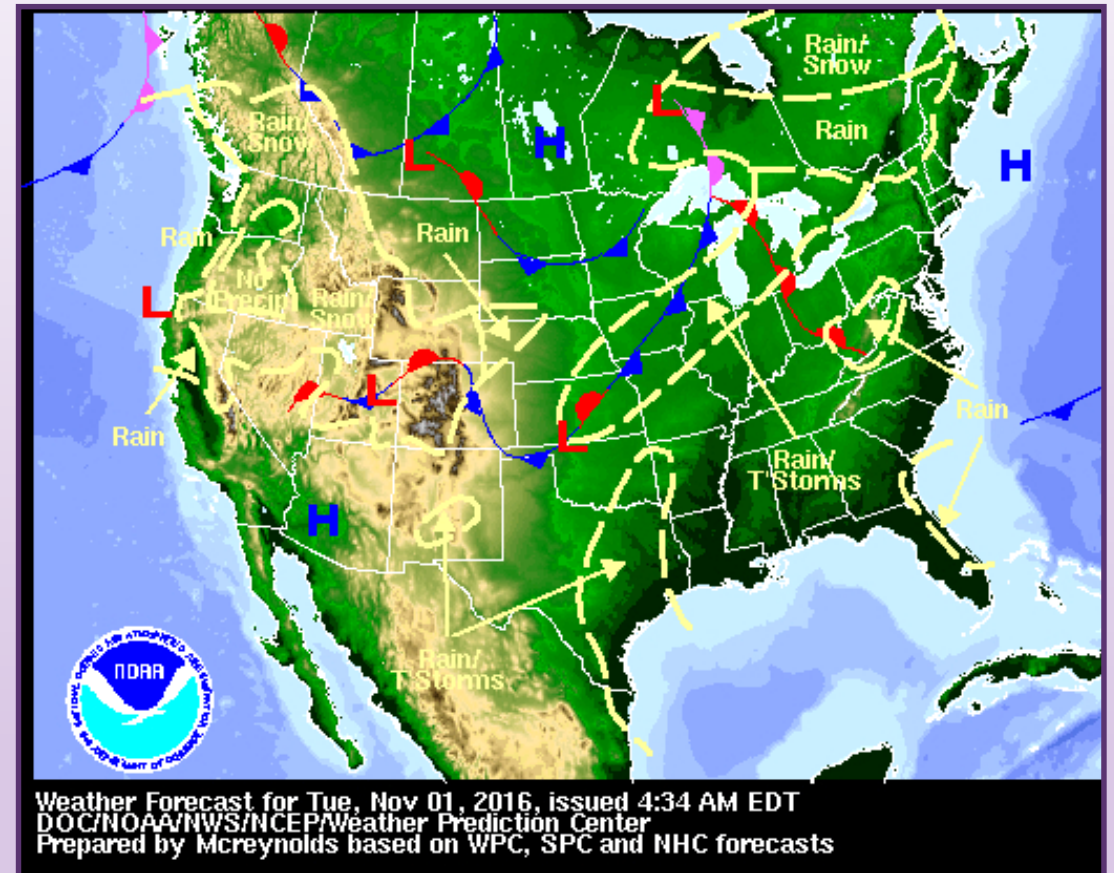 Rain/
Snow
Rain/
Snow
L
Rain
L
H
H
Rain
Rain
No
Precip
Rain/
Snow
L
L
Rain
Rain
L
Rain/
T'Storms
H
Rain/
T'Storms
NOAA
Weather Forecast for Tue, Nov 01, 2016, issued 4:34 AM EDT
DOC/NOAA/NWS/NCEP/Weather Prediction Center
Prepared by Mcreynolds based on WPC, SPC and NHC forecasts